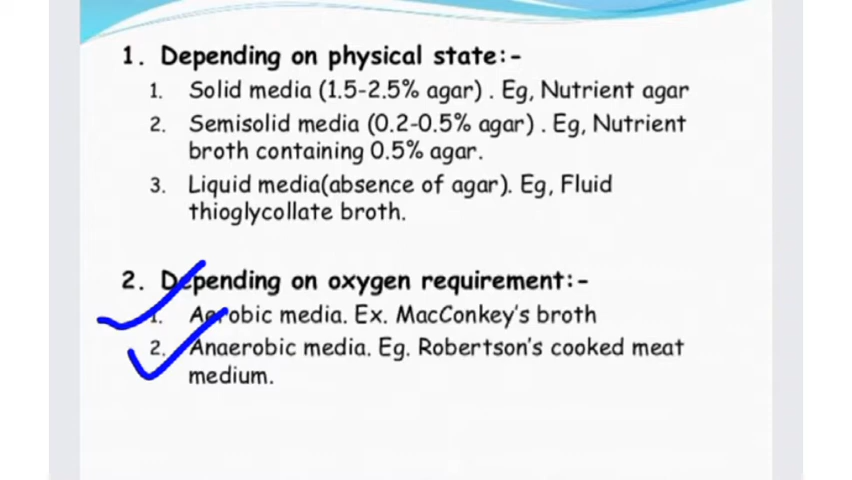 1. Depending on physical state:-
1. Solid media (1.5-2.5% agar) . Eg, Nutrient agar
2. Semisolid media (0.2-0.5% agar) . Eg, Nutrient
broth containing 0.5% agar.
3. Liquid media(absence of agar). Eg, Fluid
thioglycollate broth.
2. Depending on oxygen requirement:-
1. Aerobic media. Ex. MacConkey's broth
2. Anaerobic media. Eg. Robertson's cooked meat
medium.